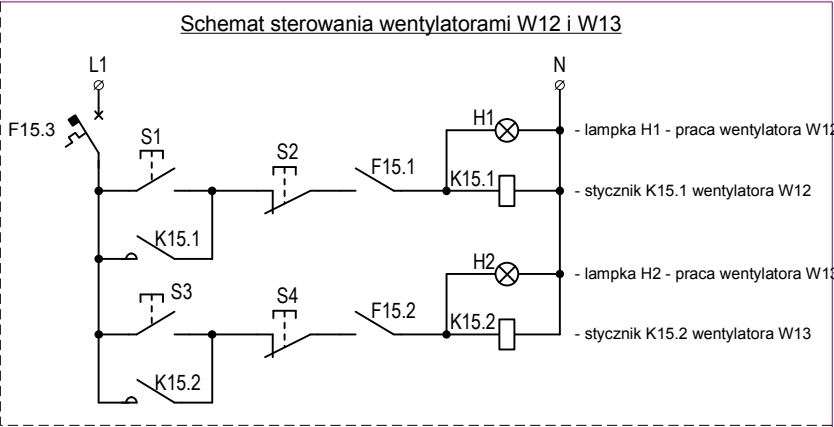 Schemat sterowania wentylatorami W12 i W13
L1
N
F15.3
S1
S2
F15.1
H1
- lampka H1 - praca wentylatora W12
K15.1
- stycznik K15.1 wentylatora W12
K15.1
H2
- lampka H2 - praca wentylatora W13
S3
S4
F15.2
K15.2
- stycznik K15.2 wentylatora W13
K15.2